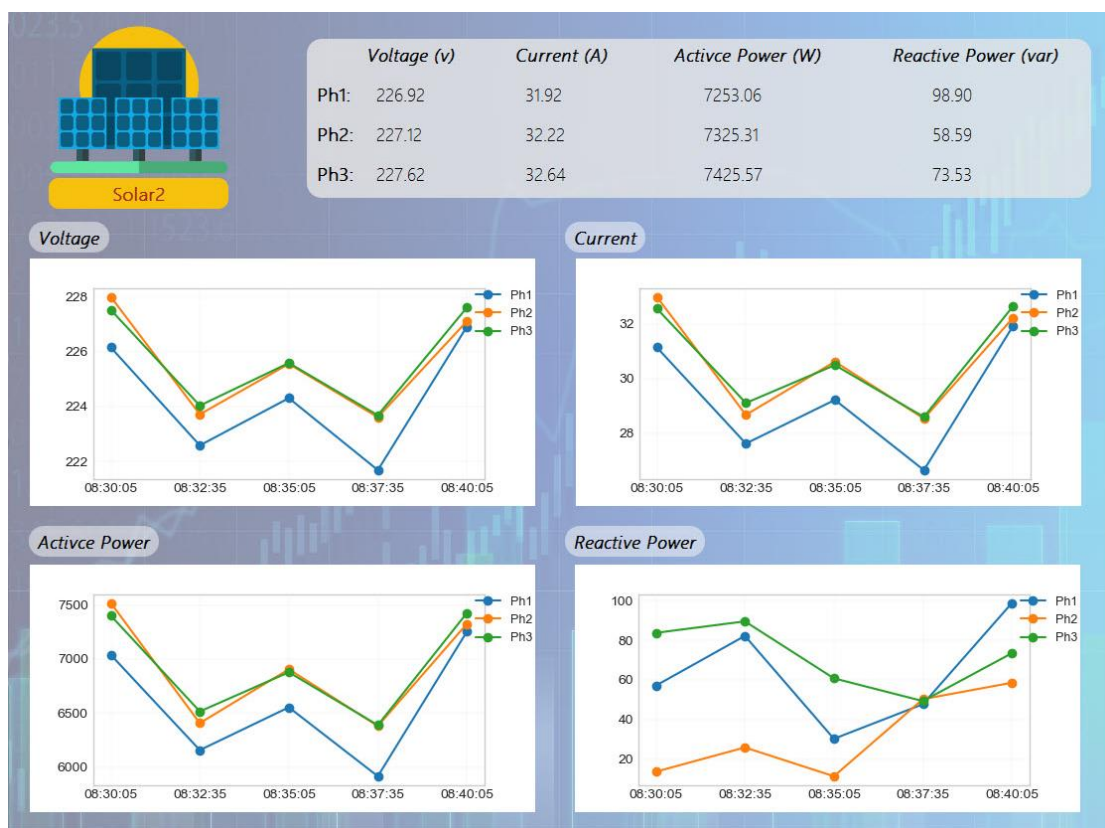 Voltage (v) Current (A) Activce Power (W) Reactive Power (var)
Ph1: 226.92 31.92 7253.06 98.90
Ph2: 227.12 32.22 7325.31 58.59
Ph3: 227.62 32.64 7425.57 73.53
Solar2
Voltage
228
226
224
222
08:30:05 08:32:35 08:35:05 08:37:35 08:40:05
Ph1
Ph2
Ph3
Current
32
30
28
08:30:05 08:32:35 08:35:05 08:37:35 08:40:05
Ph1
Ph2
Ph3
Activce Power
7500
7000
6500
6000
08:30:05 08:32:35 08:35:05 08:37:35 08:40:05
Ph1
Ph2
Ph3
Reactive Power
100
80
60
40
20
08:30:05 08:32:35 08:35:05 08:37:35 08:40:05
Ph1
Ph2
Ph3